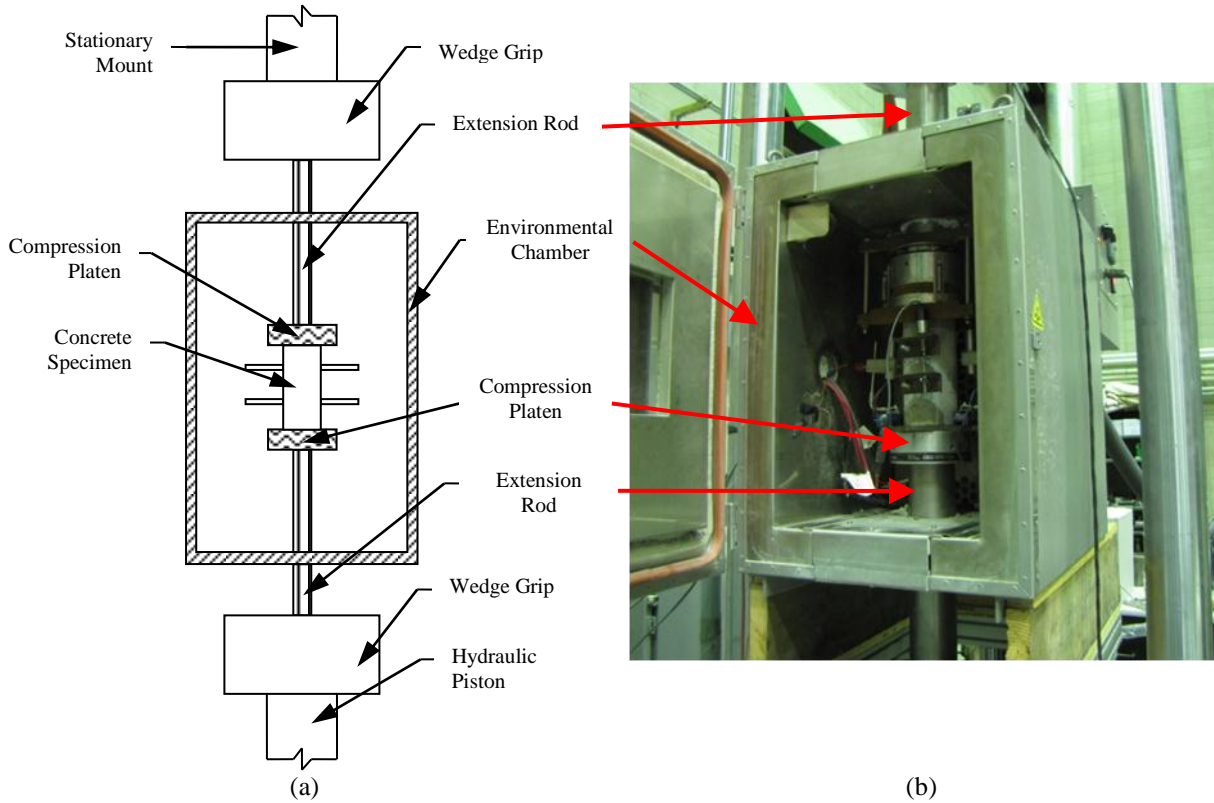 Stationary
Mount
Wedge Grip
Extension Rod
Compression
Platen
Environmental
Chamber
Concrete
Specimen
Compression
Platen
Extension
Rod
Wedge Grip
Hydraulic
Piston
(a)
(b)